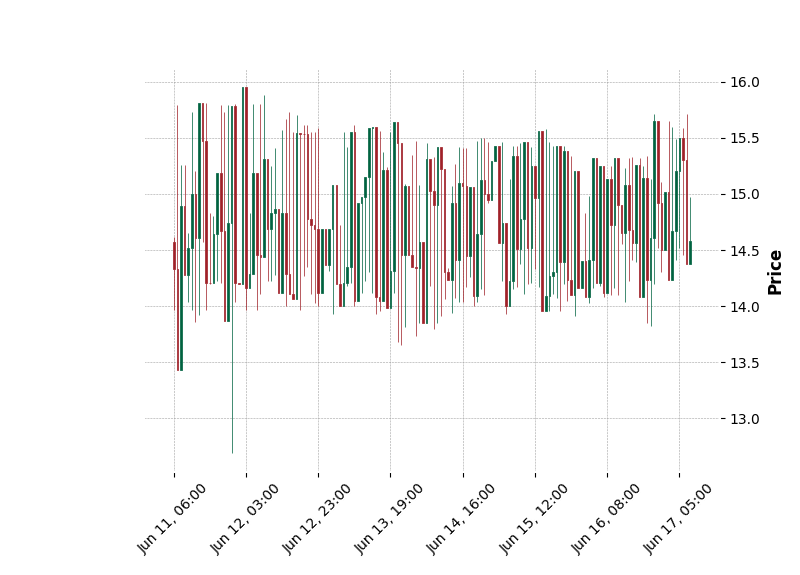 16.0
15.5
15.0
14.5
14.0
13.5
13.0
Price
Jun 11, 06:00
Jun 12, 03:00
Jun 12, 23:00
Jun 13, 19:00
Jun 14, 16:00
Jun 15, 12:00
Jun 16, 08:00
Jun 17, 05:00